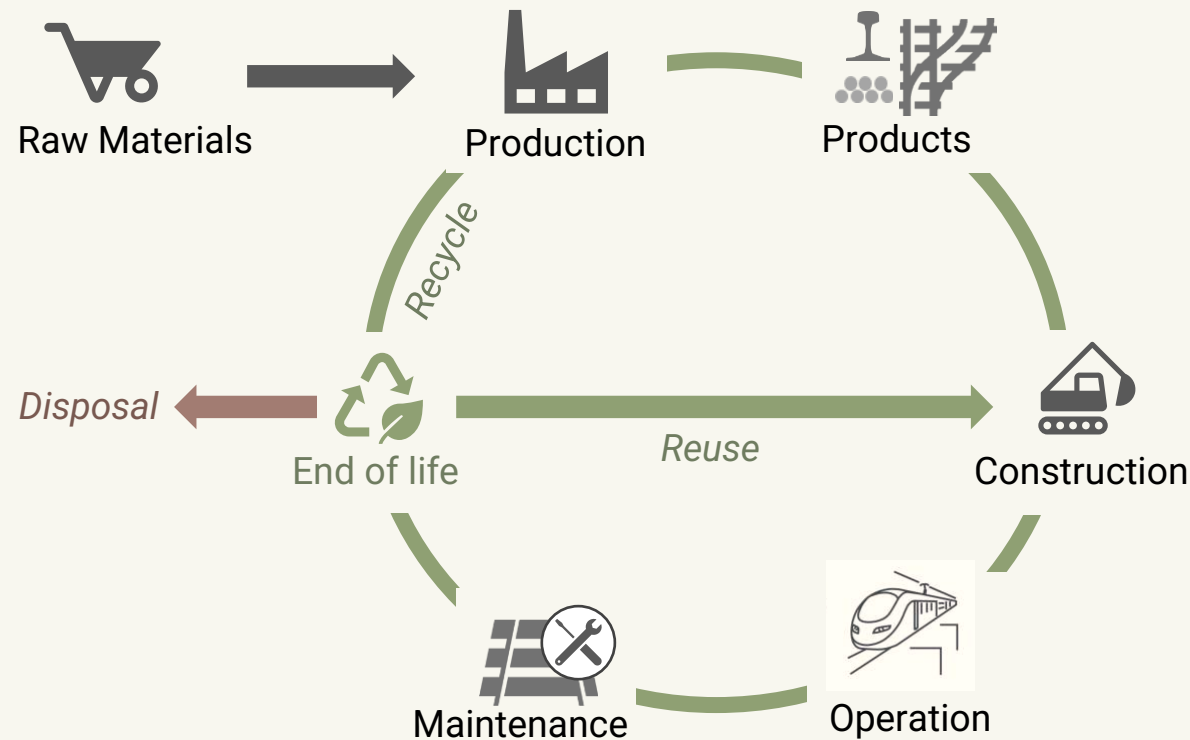 Raw Materials
Production
Products
Recycle
Disposal
End of life
Reuse
Construction
Maintenance
Operation